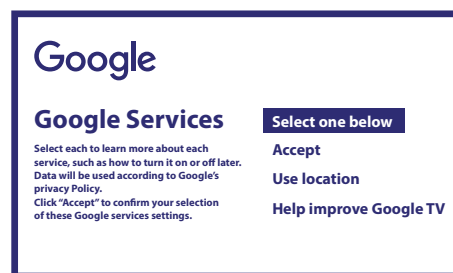 Google
Google Services
Select each to learn more about each
service, such as how to turn it on or off later.
Data will be used according to Google's
privacy Policy.
Click “Accept” to confirm your selection
of these Google services settings.
Select one below
Accept
Use location
Help improve Google TV